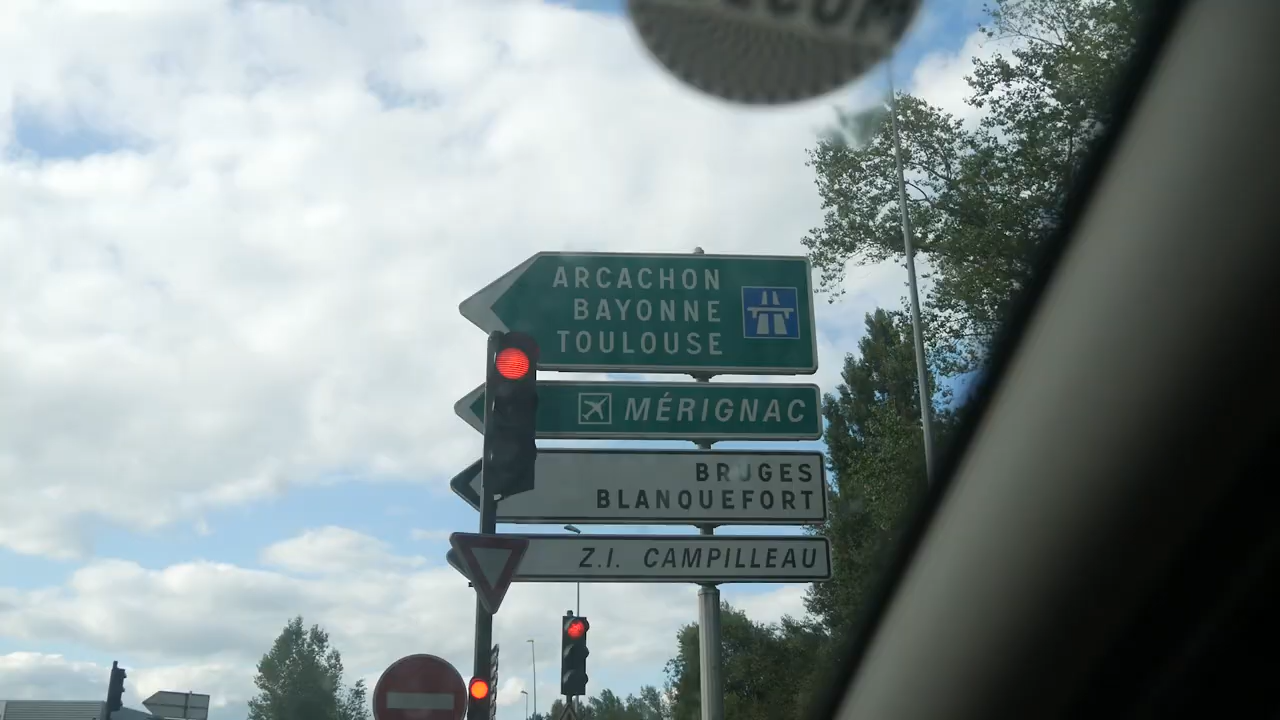 ARCACHON
BAYONNE
TOULOUSE
MÉRIGNAC
BRUGES
BLANQUEFORT
Z.I. CAMPILLEAU